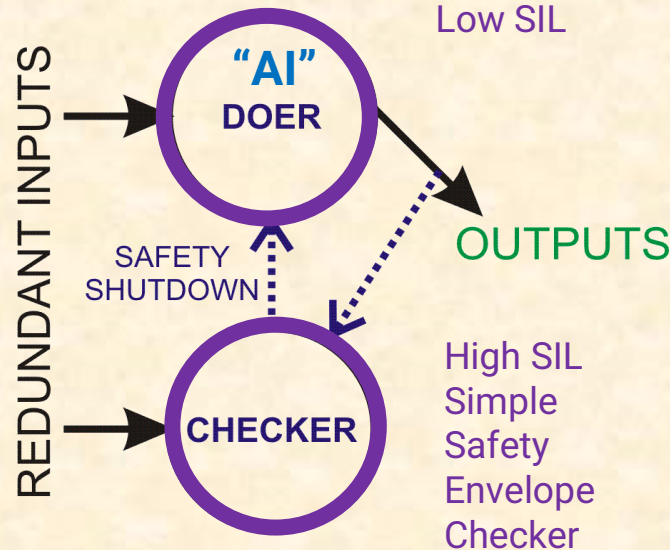 Low SIL
REDUNDANT INPUTS
“AI”
DOER
OUTPUTS
SAFETY
SHUTDOWN
CHECKER
High SIL
Simple
Safety
Envelope
Checker